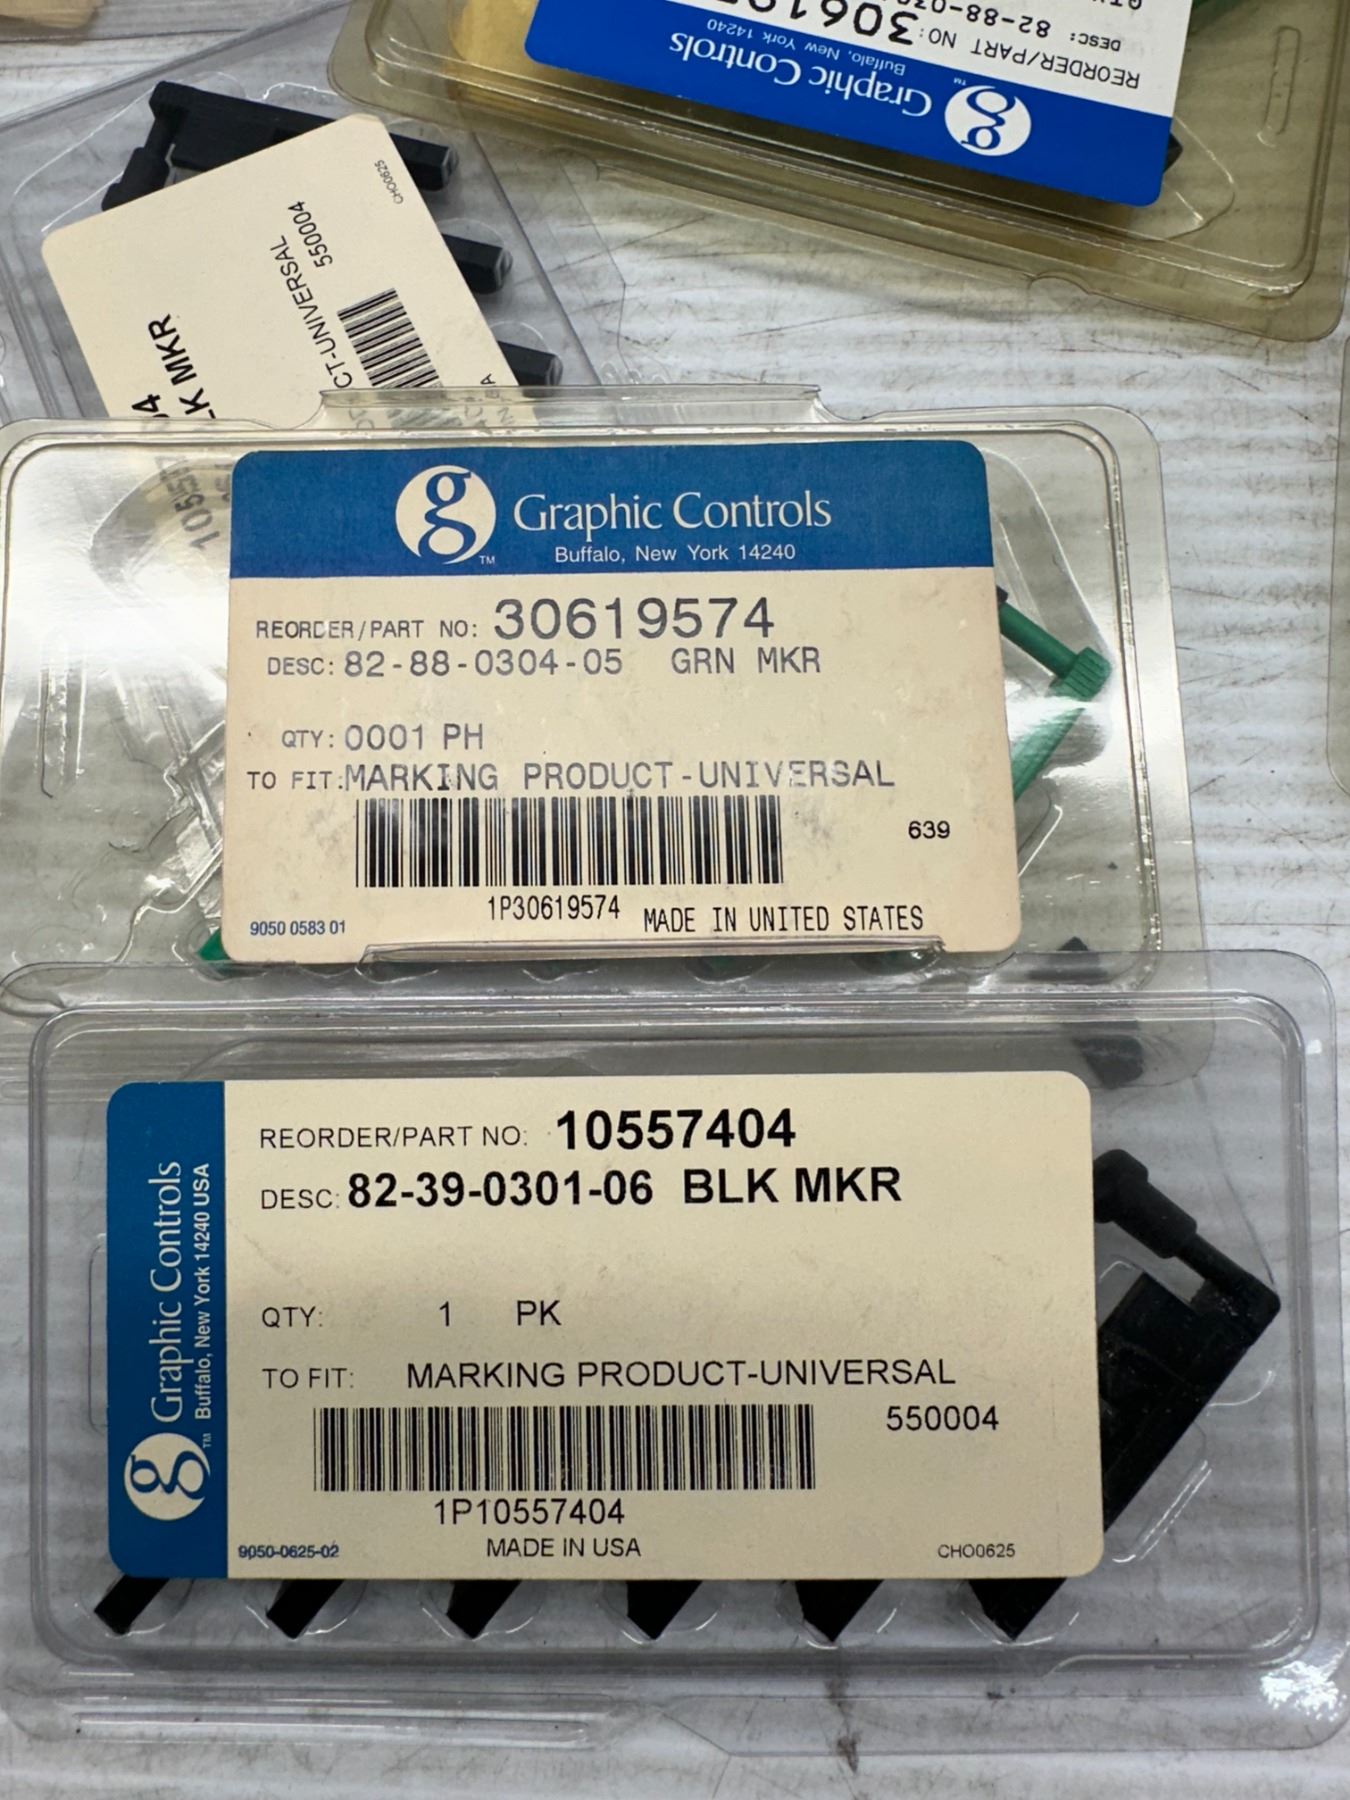 Graphic Controls
Buffalo, New York 14240
REORDER/PART NO:
DESC: 82-88-
CHO0625
550004
CT-UNIVERSAL
LK MKR
04
g
TM
Graphic Controls
Buffalo, New York 14240
REORDER/PART NO: 30619574
DESC: 82-88-0304-05 GRN MKR
QTY: 0001 PH
TO FIT: MARKING PRODUCT-UNIVERSAL
639
1P30619574
MADE IN UNITED STATES
9050 0583 01
g
TM
Graphic Controls
Buffalo, New York 14240 USA
REORDER/PART NO: 10557404
DESC: 82-39-0301-06 BLK MKR
QTY: 1 PK
TO FIT: MARKING PRODUCT-UNIVERSAL
550004
1P10557404
9050-0625-02
MADE IN USA
CHO0625